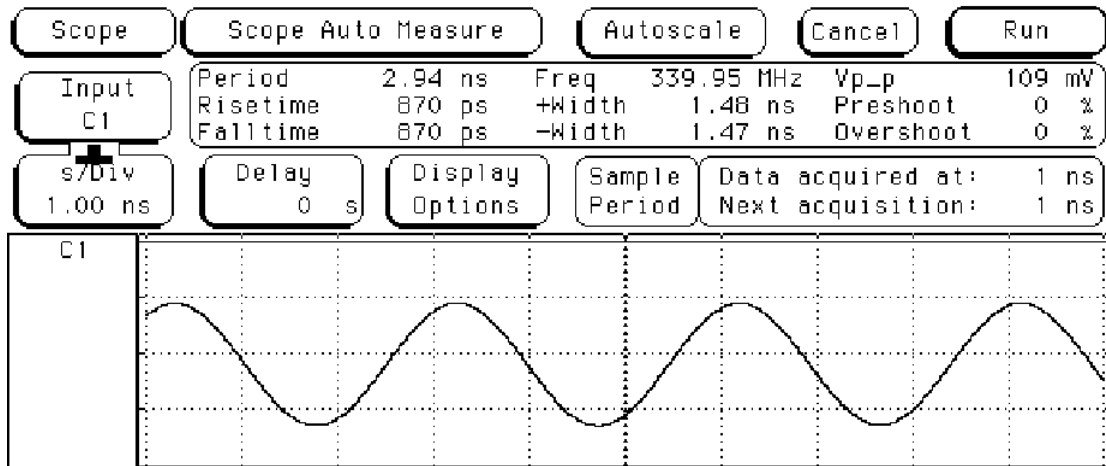 Scope Scope Auto Measure Autoscale Cancel Run
Input
C1
Period 2.94 ns Freq 339.95 MHz Vp_p 109 mV
Risetime 870 ps +Width 1.48 ns Preshoot 0 %
Falltime 870 ps -Width 1.47 ns Overshoot 0 %
s/Div
1.00 ns
Delay
0 s
Display
Options
Sample
Period
Data acquired at: 1 ns
Next acquisition: 1 ns
C1